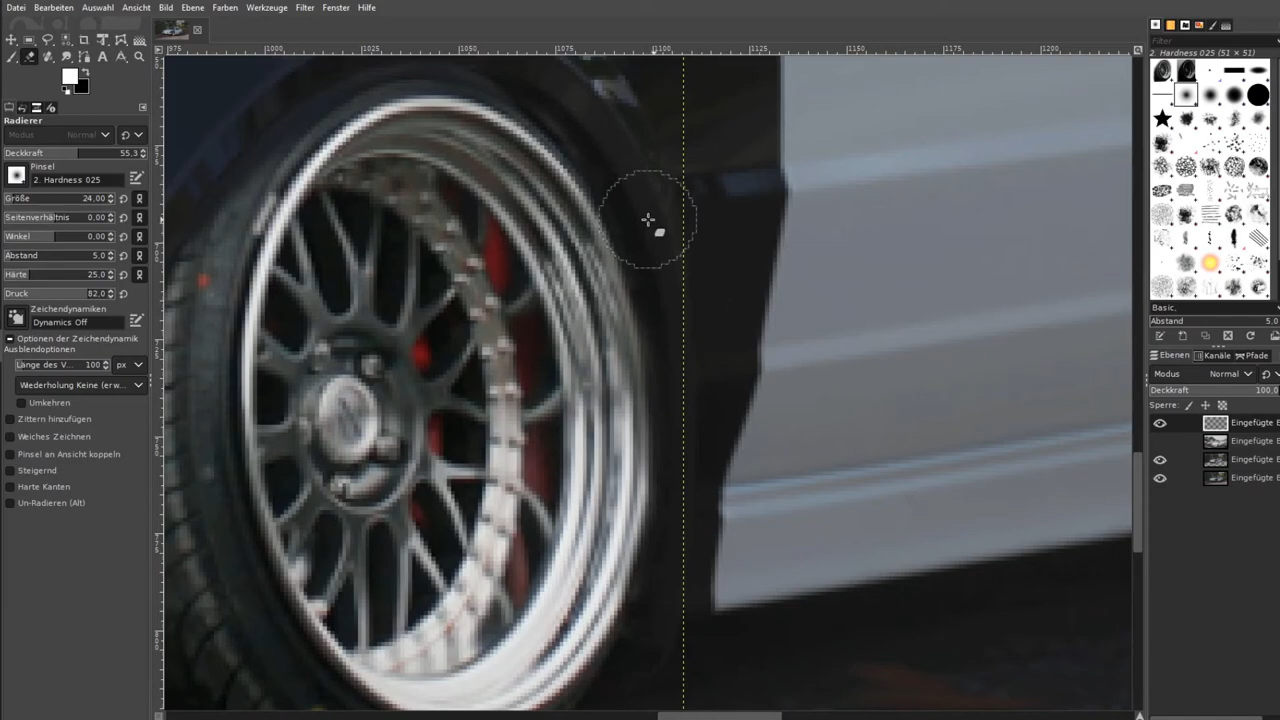 Datei Bearbeiten Auswahl Ansicht Bild Ebene Farben Werkzeuge Filter Fenster Hilfe
975 1000 1025 1050 1075 1100 1125 1150 1175 1200
Filter
2. Hardness 025 (51 × 51)
A
Radierer
Modus Normal
Deckkraft 55,3
Pinsel
2. Hardness 025
Größe 24,00
Seitenverhältnis 0,00
Winkel 0,00
Abstand 5,0
Härte 25,0
Druck 82,0
Zeichendynamiken
Dynamics Off
Optionen der Zeichendynamik
Ausblendoptionen
Länge des V... 100 px
Wiederholung Keine (erw...
Umkehren
Zittern hinzufügen
Weiches Zeichnen
Pinsel an Ansicht koppeln
Steigernd
Harte Kanten
Un-Radieren (Alt)
Basic,
Abstand 5,0
Ebenen Kanäle Pfade
Modus Normal
Deckkraft 100,0
Sperre:
Eingefügte E
Eingefügte E
Eingefügte E
Eingefügte E